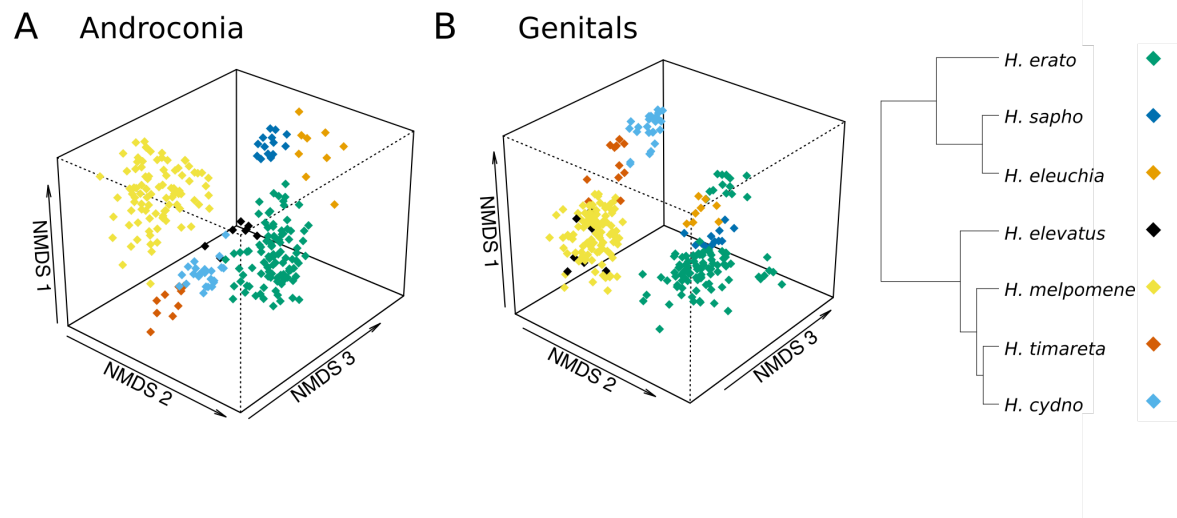 A Androconia
B Genitals
NMDS 1
NMDS 2
NMDS 3
NMDS 1
NMDS 2
NMDS 3
H. erato
H. sapho
H. eleuchia
H. elevatus
H. melpomene
H. timareta
H. cydno